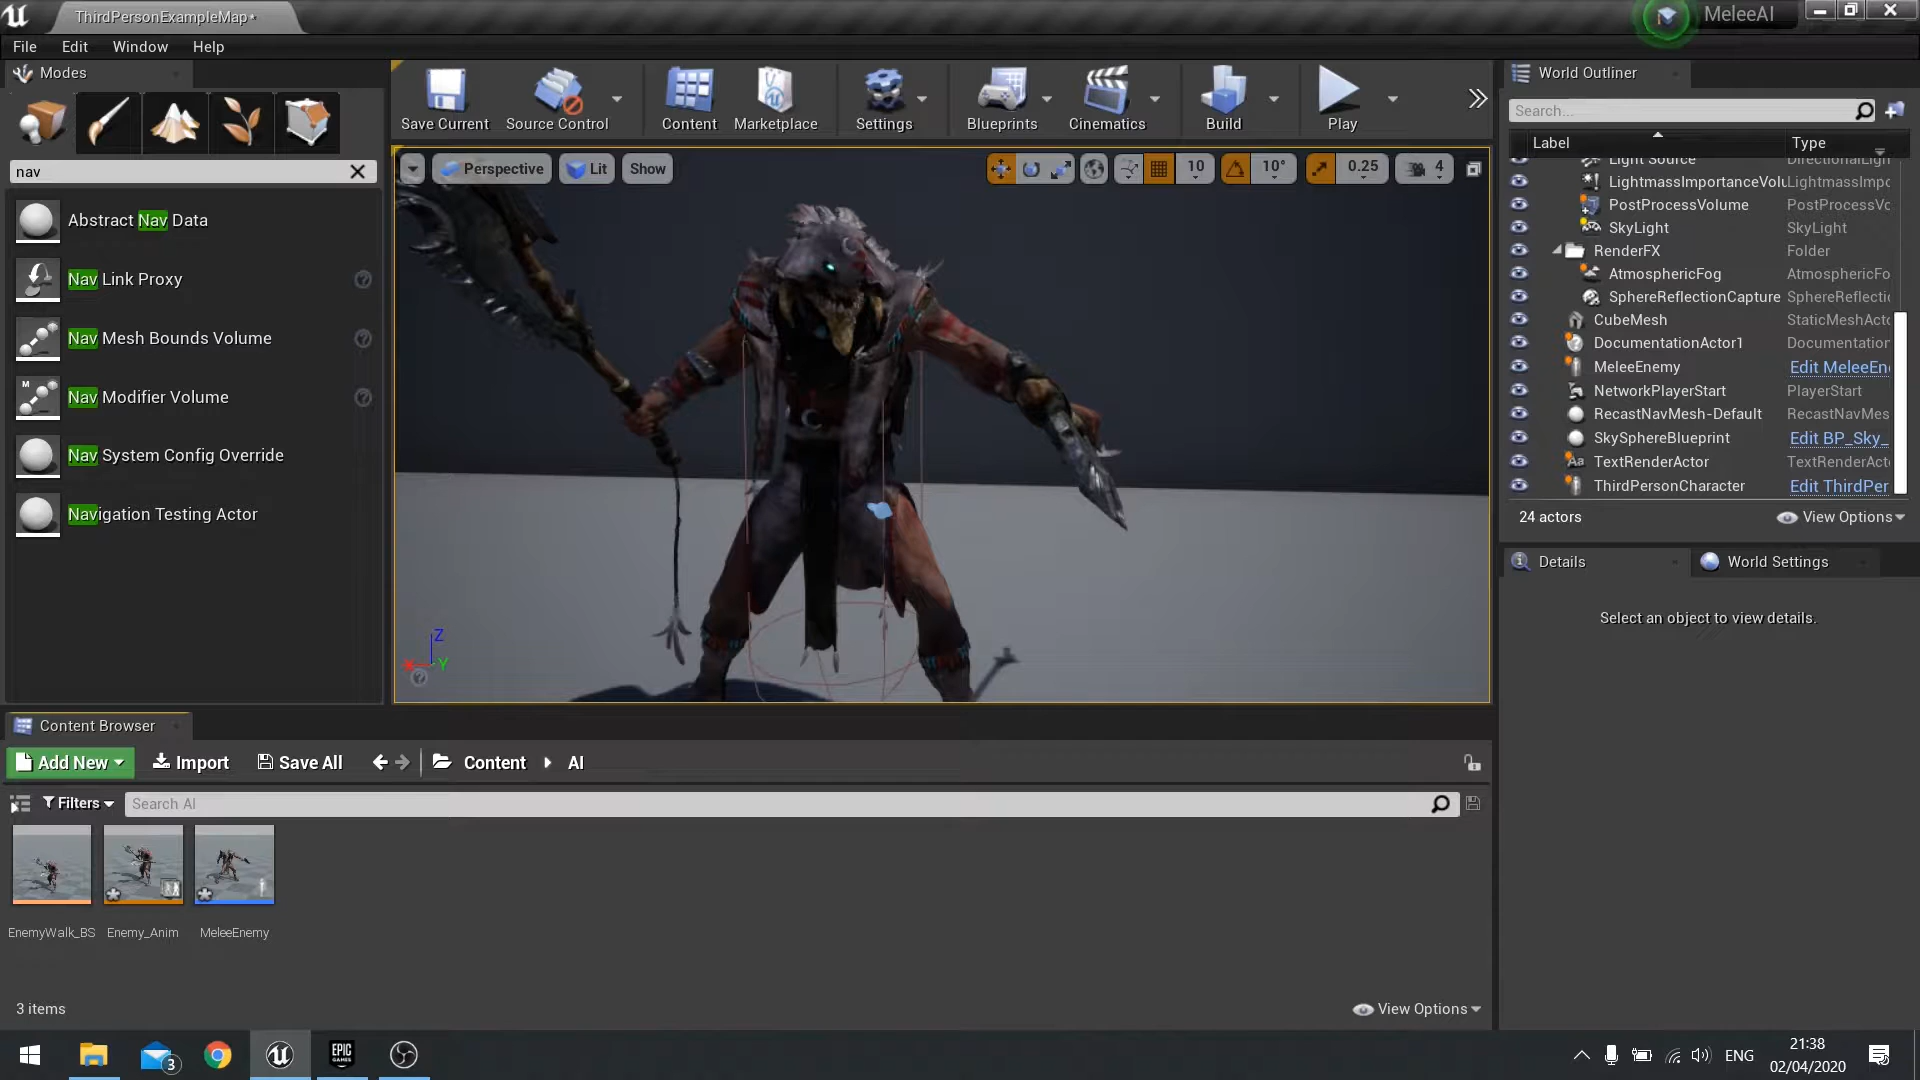 ThirdPersonExampleMap*
MeleeAI
File Edit Window Help
Modes
nav
Abstract Nav Data
Nav Link Proxy
Nav Mesh Bounds Volume
Nav Modifier Volume
Nav System Config Override
Navigation Testing Actor
Save Current Source Control Content Marketplace Settings Blueprints Cinematics Build Play
Perspective Lit Show 10 10° 0.25 4
Z
Y
World Outliner
Search...
Label Type
Light Source DirectionalLigh
LightmassImportanceVolu LightmassImpo
PostProcessVolume PostProcessVo
SkyLight SkyLight
RenderFX Folder
AtmosphericFog AtmosphericFo
SphereReflectionCapture SphereReflectio
CubeMesh StaticMeshActo
DocumentationActor1 Documentation
MeleeEnemy Edit MeleeEn
NetworkPlayerStart PlayerStart
RecastNavMesh-Default RecastNavMes
SkySphereBlueprint Edit BP_Sky_
TextRenderActor TextRenderActo
ThirdPersonCharacter Edit ThirdPer
24 actors View Options
Details World Settings
Select an object to view details.
Content Browser
Add New Import Save All Content AI
Filters Search AI
EnemyWalk_BS Enemy_Anim MeleeEnemy
3 items View Options
3
EPIC
GAMES
ENG
21:38
02/04/2020